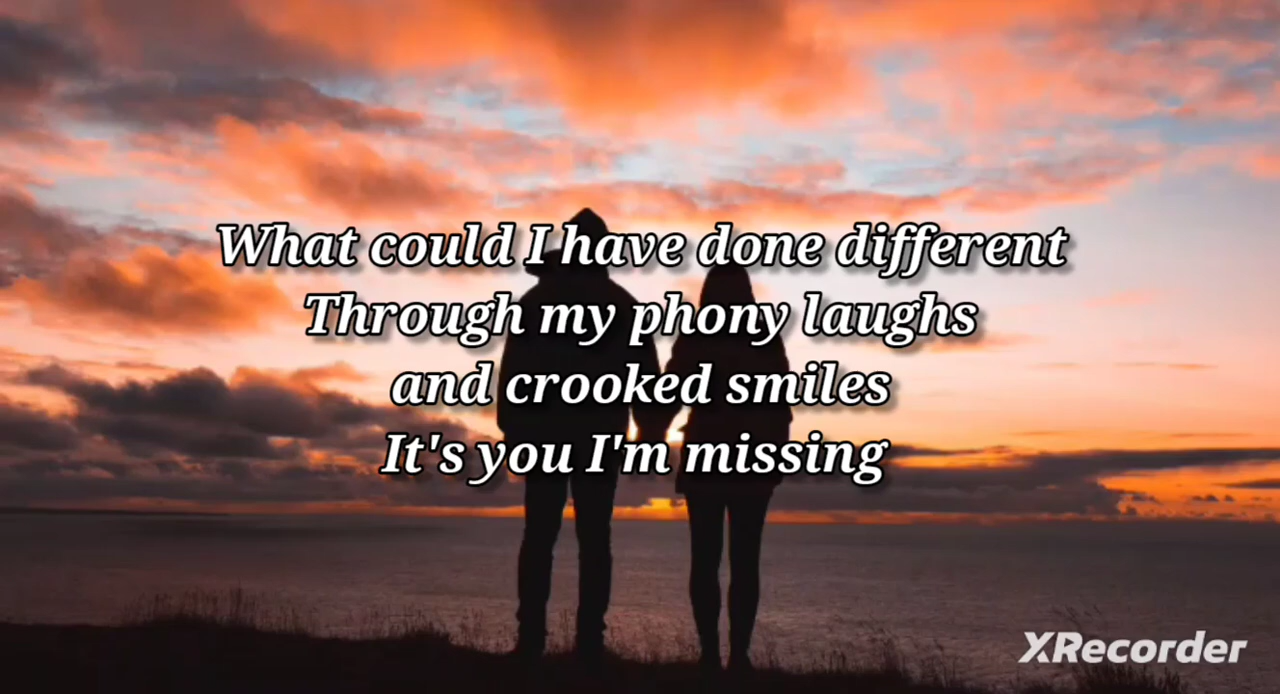 What could I have done different
Through my phony laughs
and crooked smiles
It's you I'm missing
XRecorder